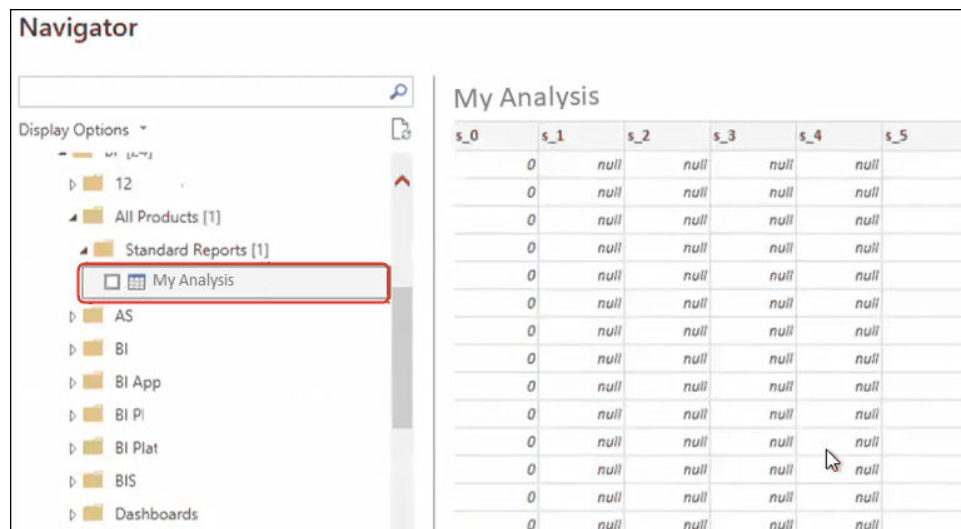 Navigator
Display Options
12
All Products [1]
Standard Reports [1]
My Analysis
AS
BI
BI App
BI Pl
BI Plat
BIS
Dashboards
My Analysis
s_0 s_1 s_2 s_3 s_4 s_5
0 null null null null
0 null null null null
0 null null null null
0 null null null null
0 null null null null
0 null null null null
0 null null null null
0 null null null null
0 null null null null
0 null null null null
0 null null null null
0 null null null null
0 null null null null
0 null null null null